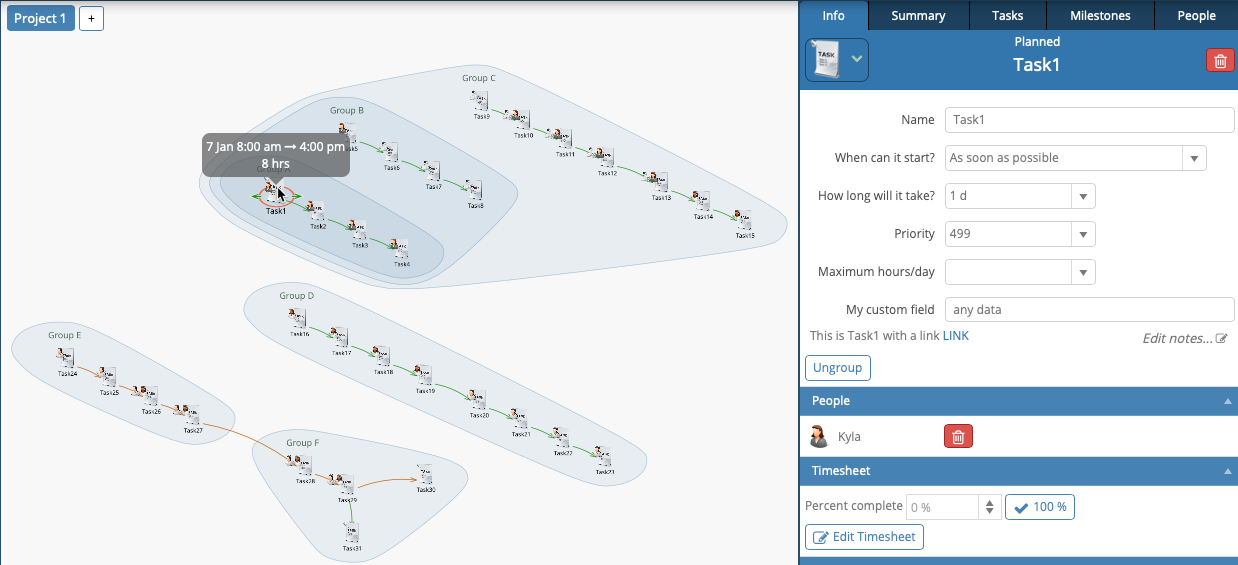 Project 1
+
Group C
Task9
Task10
Task11
Task12
Task13
Task14
Task15
Group B
Task6
Task7
Task8
7 Jan 8:00 am → 4:00 pm
8 hrs
Task1
Task2
Task3
Task4
Group D
Task16
Task17
Task18
Task19
Task20
Task21
Task22
Task23
Group E
Task24
Task25
Task26
Task27
Group F
Task28
Task29
Task30
Task31
Info
Summary
Tasks
Milestones
People
TASK
Planned
Task1
Name
Task1
When can it start?
As soon as possible
How long will it take?
1 d
Priority
499
Maximum hours/day
My custom field
any data
This is Task1 with a link LINK
Edit notes...
Ungroup
People
Kyla
Timesheet
Percent complete
0 %
100 %
Edit Timesheet